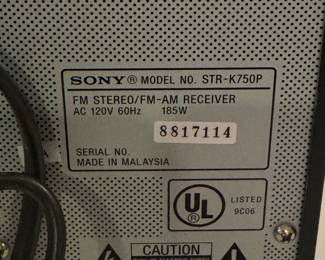 SONY® MODEL NO. STR-K750P
FM STEREO/FM-AM RECEIVER
AC 120V 60Hz 185W
8817114
SERIAL NO.
MADE IN MALAYSIA
UL ®
LISTED
9C06
CAUTION